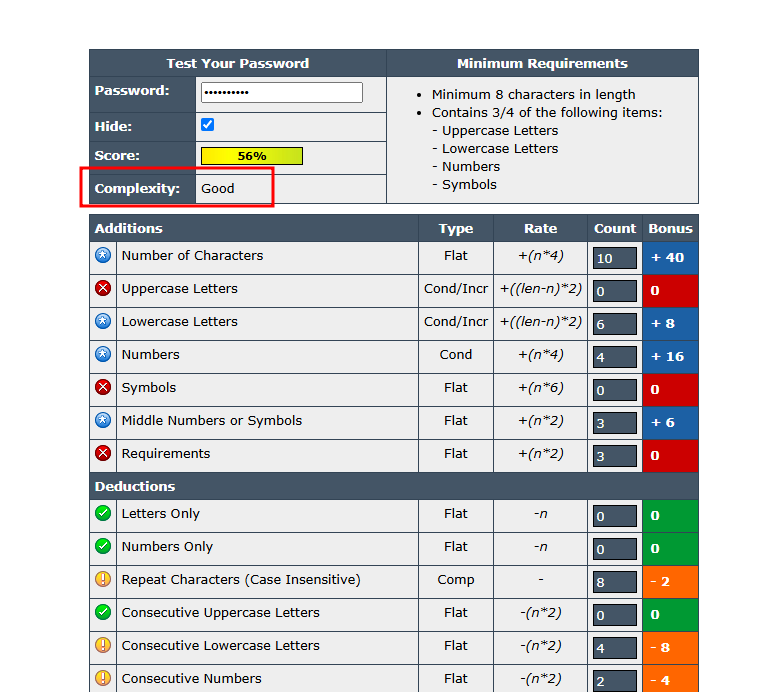 Test Your Password
Minimum Requirements
Password: ••••••••••
Hide:
Score: 56%
Complexity: Good
• Minimum 8 characters in length
• Contains 3/4 of the following items:
- Uppercase Letters
- Lowercase Letters
- Numbers
- Symbols
Additions Type Rate Count Bonus
Number of Characters Flat +(n*4) 10 + 40
Uppercase Letters Cond/Incr +((len-n)*2) 0 0
Lowercase Letters Cond/Incr +((len-n)*2) 6 + 8
Numbers Cond +(n*4) 4 + 16
Symbols Flat +(n*6) 0 0
Middle Numbers or Symbols Flat +(n*2) 3 + 6
Requirements Flat +(n*2) 3 0
Deductions
Letters Only Flat -n 0 0
Numbers Only Flat -n 0 0
Repeat Characters (Case Insensitive) Comp - 8 - 2
Consecutive Uppercase Letters Flat -(n*2) 0 0
Consecutive Lowercase Letters Flat -(n*2) 4 - 8
Consecutive Numbers Flat -(n*2) 2 - 4